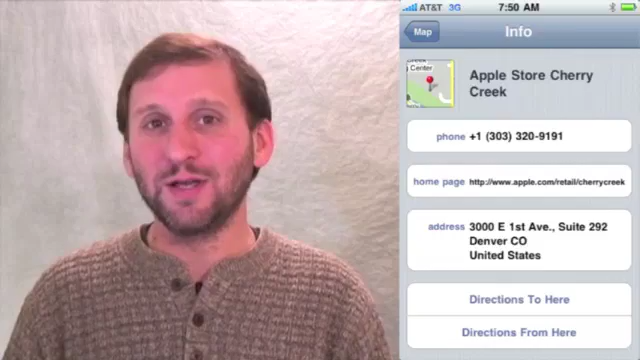 AT&T 3G 7:50 AM
Map
Info
Center
Apple Store Cherry
Creek
phone +1 (303) 320-9191
home page http://www.apple.com/retail/cherrycreek
address 3000 E 1st Ave., Suite 292
Denver CO
United States
Directions To Here
Directions From Here